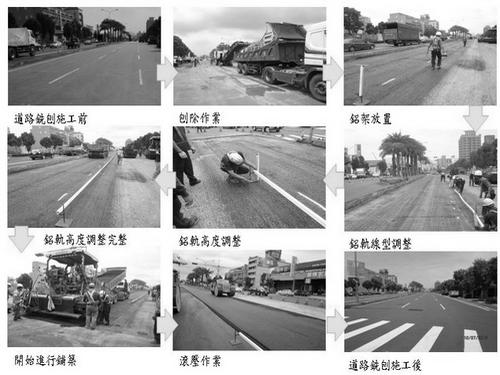 道路銑刨施工前
刨除作業
鋁架放置
鋁軌線型調整
鋁軌高度調整
鋁軌高度調整完整
開始進行鋪築
滾壓作業
道路銑刨施工後